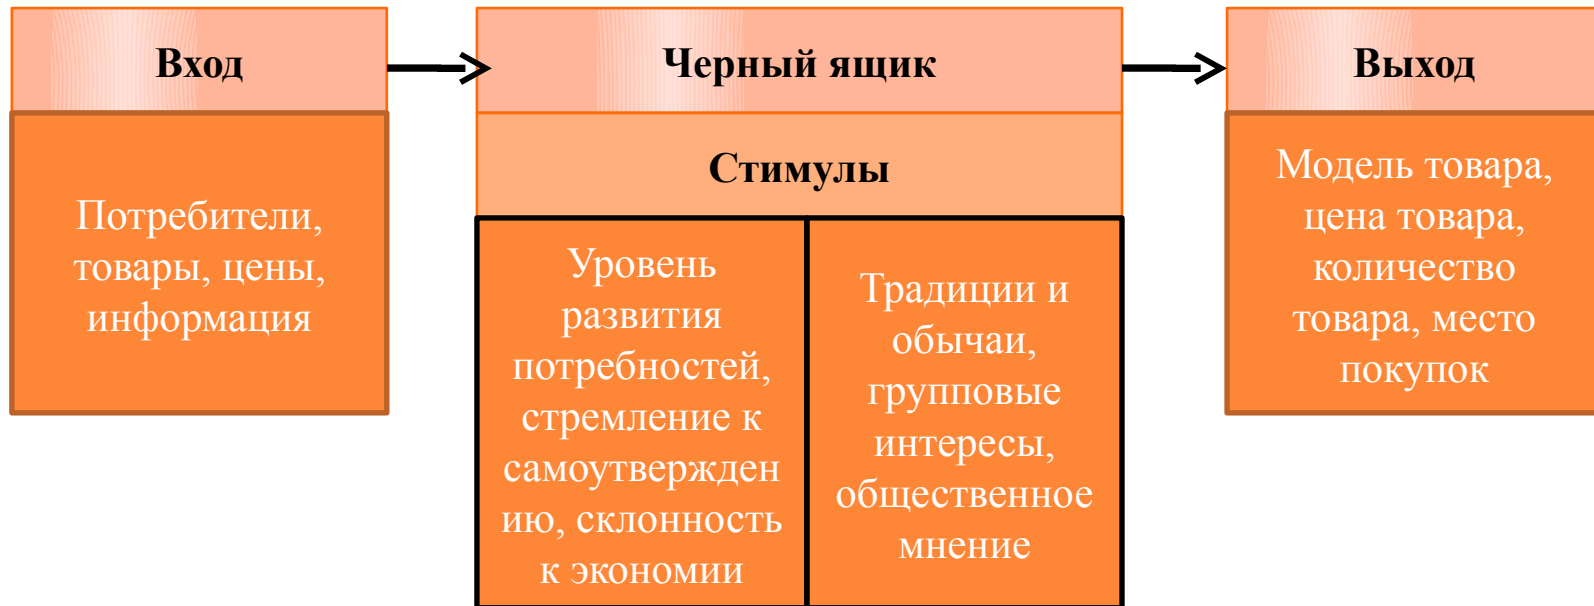 Вход
Черный ящик
Выход
Стимулы
Потребители,
товары, цены,
информация
Уровень
развития
потребностей,
стремление к
самоутвержден
ию, склонность
к экономии
Традиции и
обычаи,
групповые
интересы,
общественное
мнение
Модель товара,
цена товара,
количество
товара, место
покупок